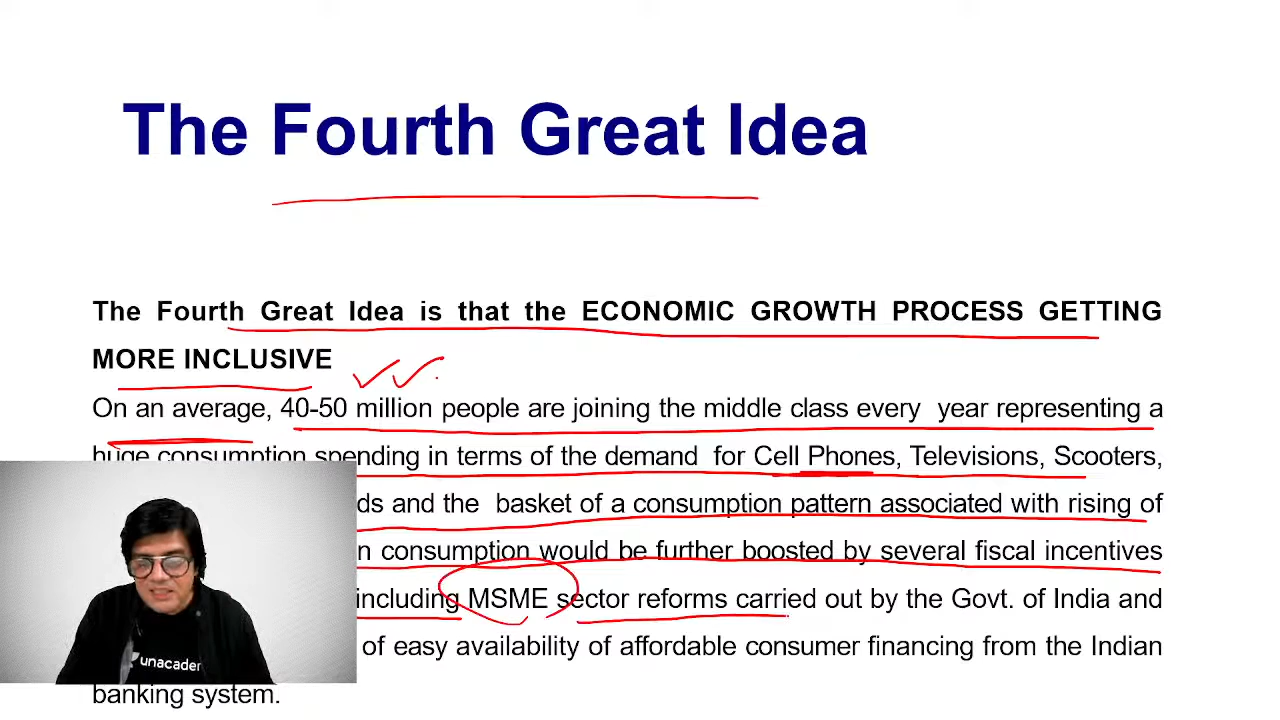 The Fourth Great Idea
The Fourth Great Idea is that the ECONOMIC GROWTH PROCESS GETTING
MORE INCLUSIVE
On an average, 40-50 million people are joining the middle class every year representing a
huge consumption spending in terms of the demand for Cell Phones, Televisions, Scooters,
ds and the basket of a consumption pattern associated with rising of
n consumption would be further boosted by several fiscal incentives
including MSME sector reforms carried out by the Govt. of India and
of easy availability of affordable consumer financing from the Indian
banking system.
unacader